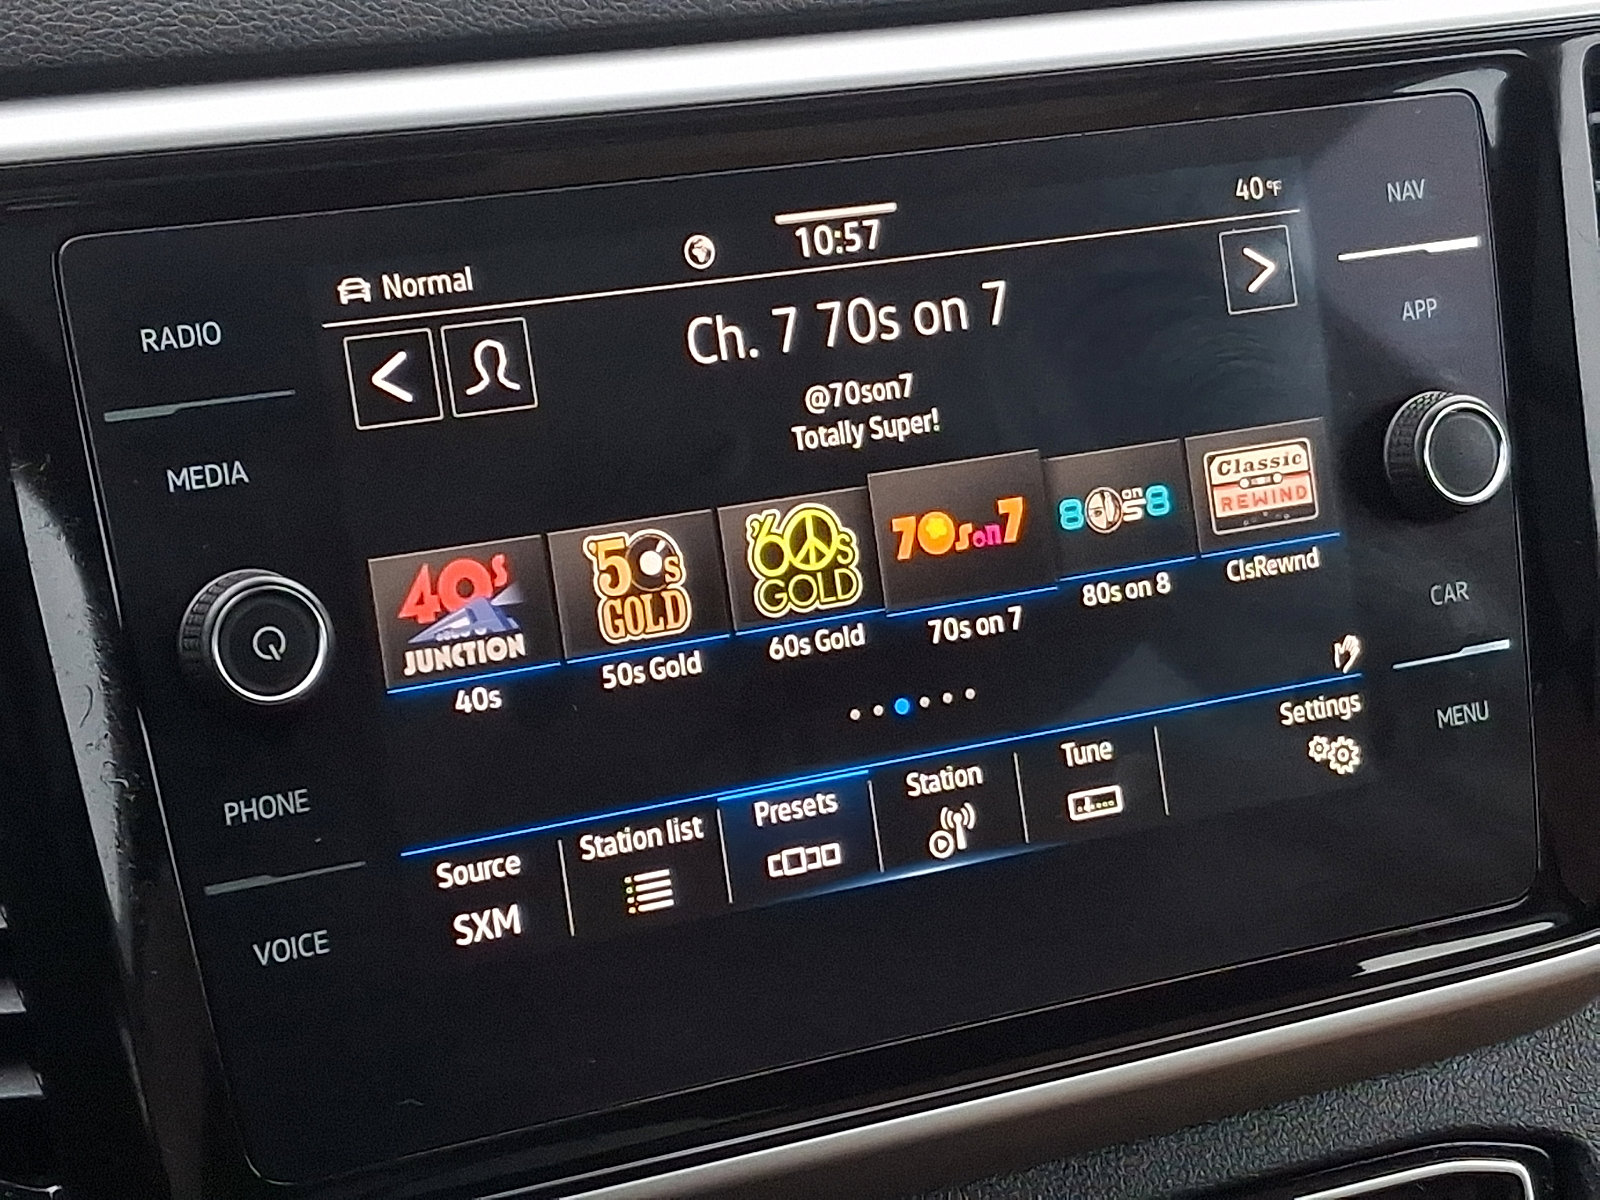 40°F
10:57
Normal
Ch. 7 70s on 7
@70son7
Totally Super!
RADIO
MEDIA
PHONE
VOICE
NAV
APP
CAR
MENU
40s
JUNCTION
'50s
GOLD
'60s
GOLD
70s on 7
80s on 8
Classic
REWIND
40s
50s Gold
60s Gold
70s on 7
80s on 8
ClsRewnd
Source
SXM
Station list
Presets
Station
Tune
Settings